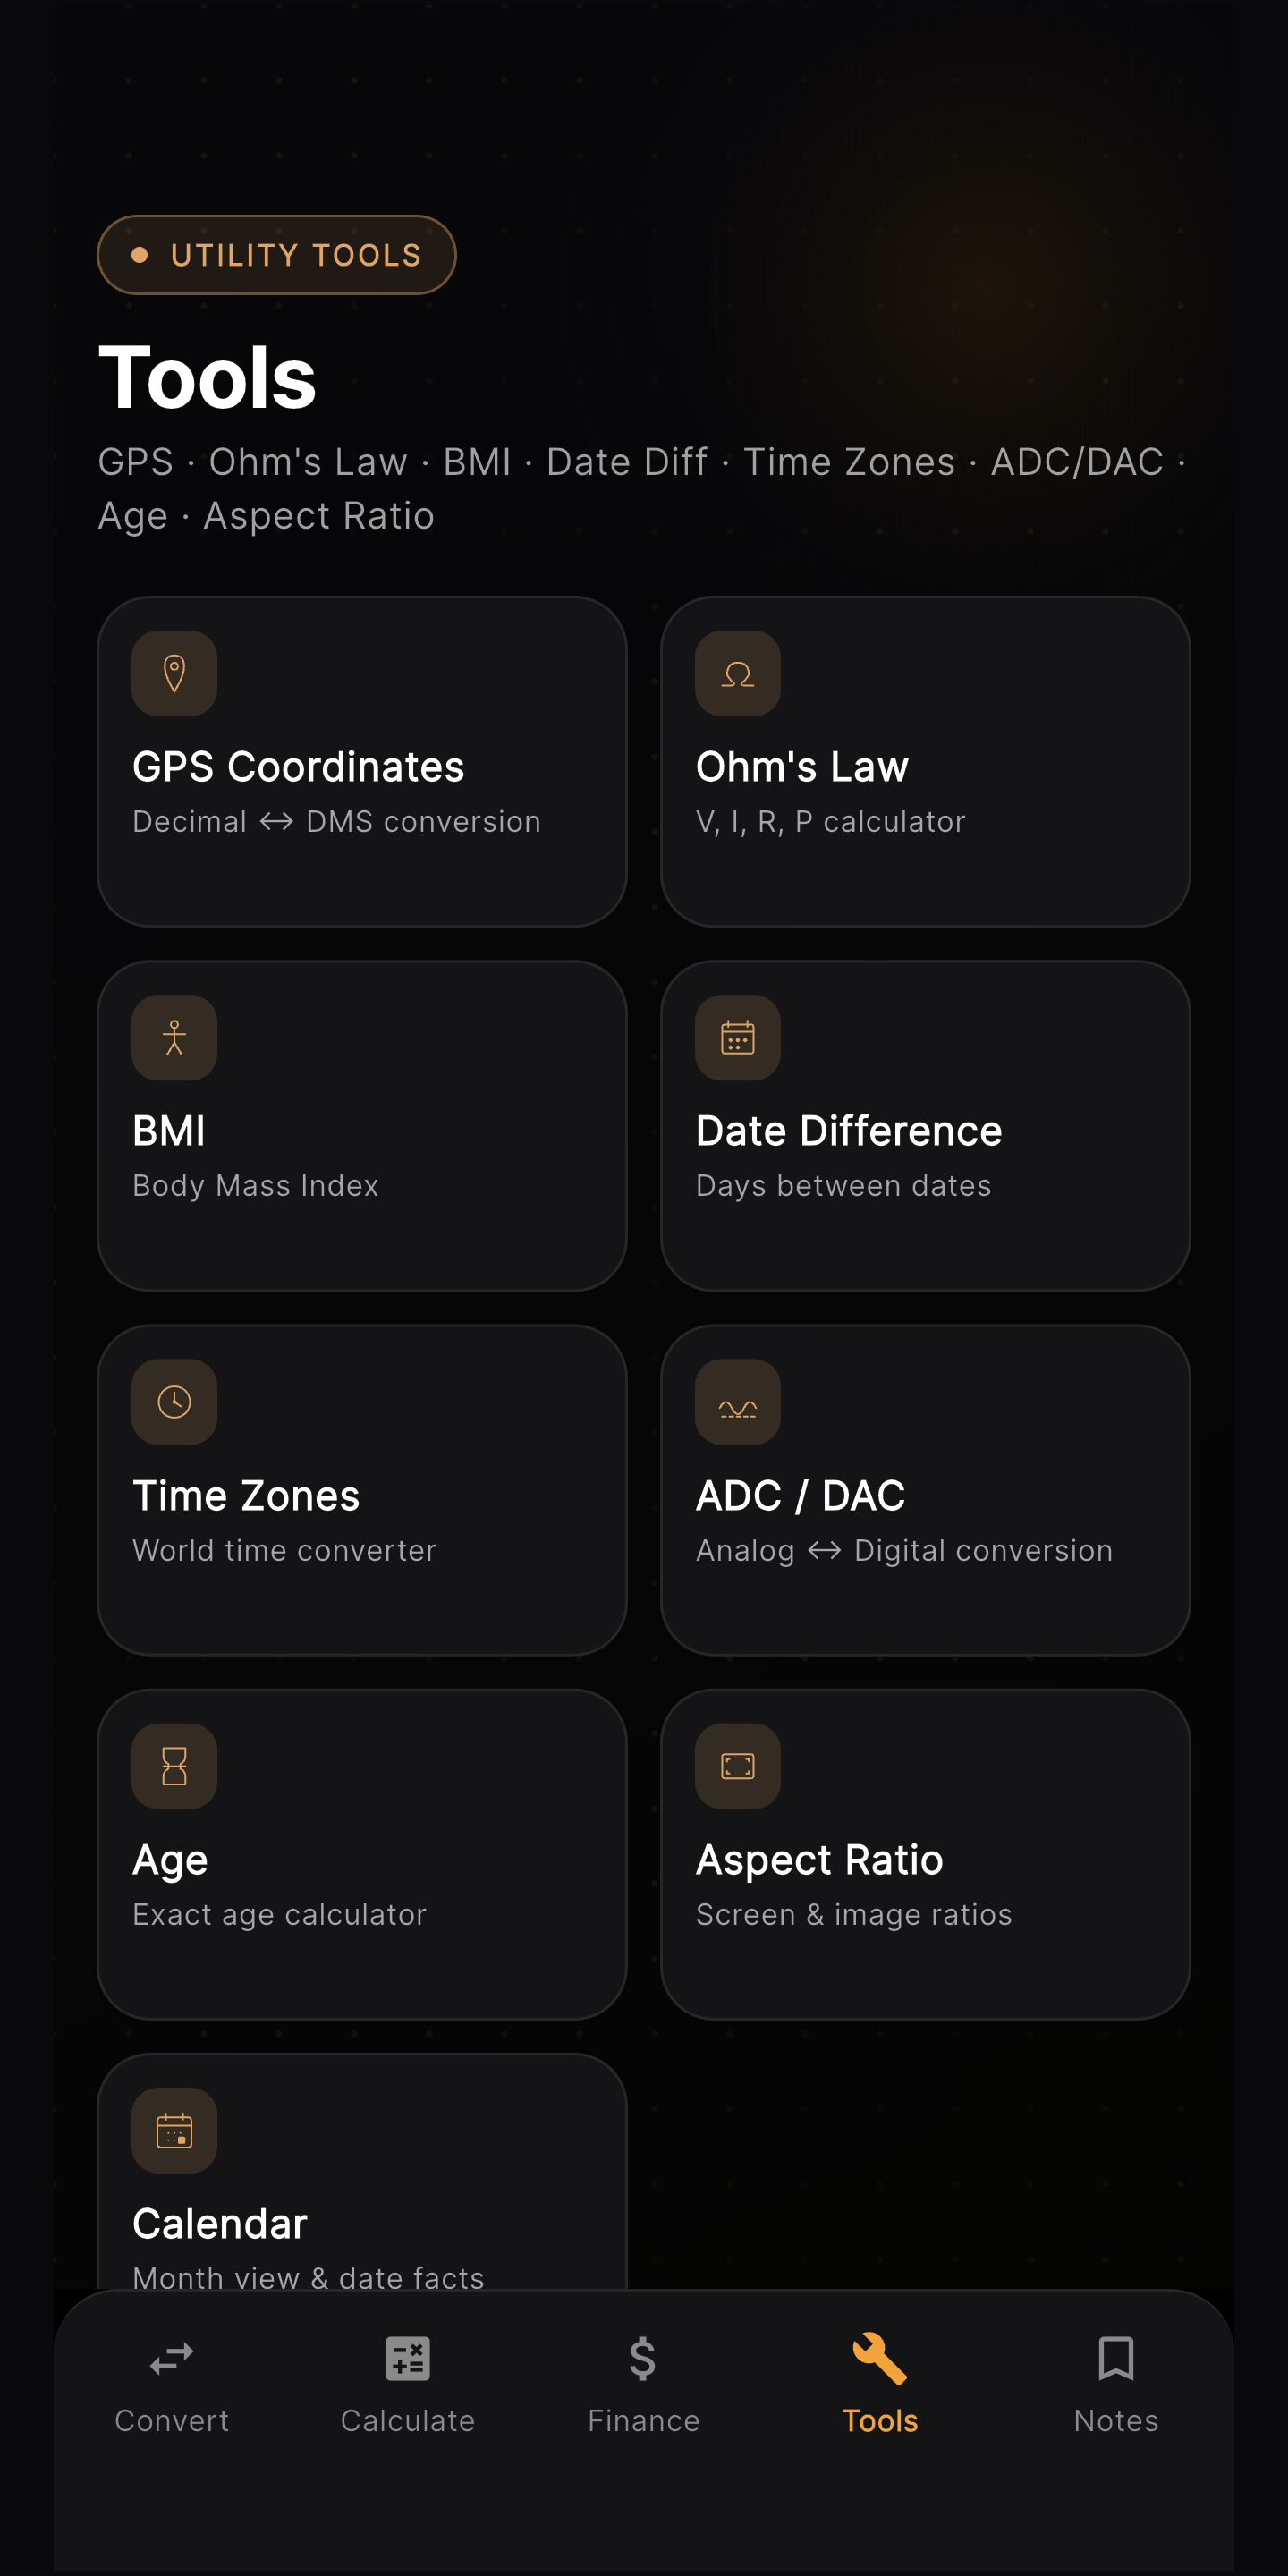 UTILITY TOOLS
Tools
GPS · Ohm's Law · BMI · Date Diff · Time Zones · ADC/DAC ·
Age · Aspect Ratio
GPS Coordinates
Decimal ↔ DMS conversion
Ohm's Law
V, I, R, P calculator
BMI
Body Mass Index
Date Difference
Days between dates
Time Zones
World time converter
ADC / DAC
Analog ↔ Digital conversion
Age
Exact age calculator
Aspect Ratio
Screen & image ratios
Calendar
Month view & date facts
Convert
Calculate
Finance
Tools
Notes